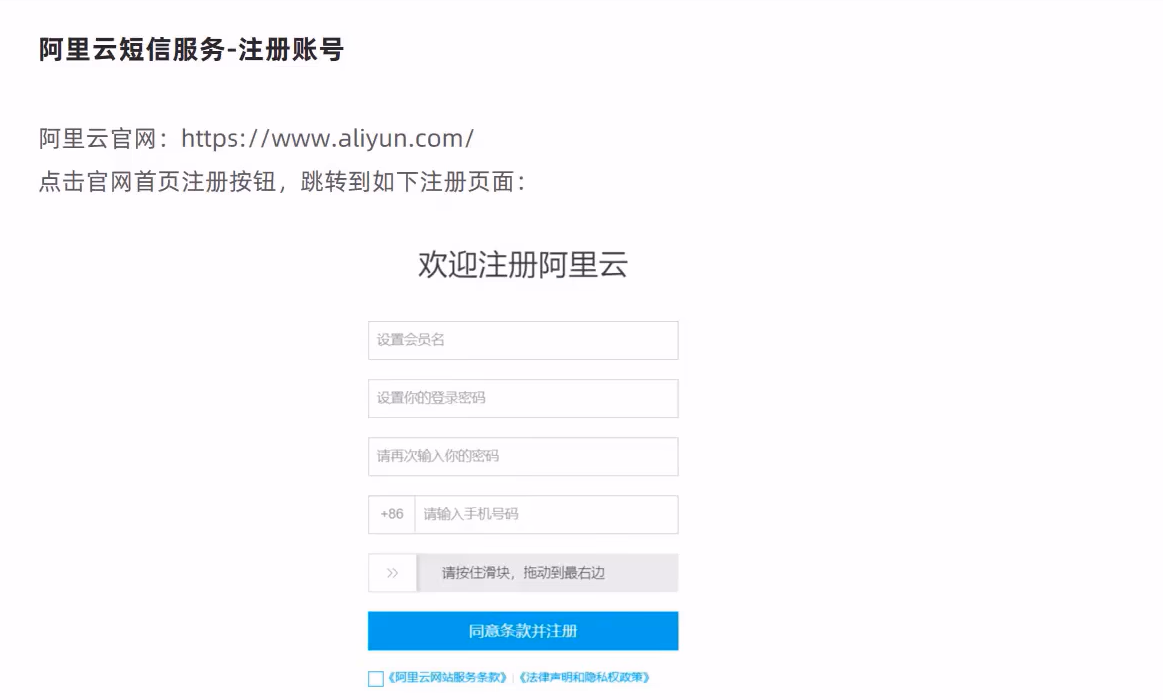 阿里云短信服务-注册账号
阿里云官网：https://www.aliyun.com/
点击官网首页注册按钮，跳转到如下注册页面：
欢迎注册阿里云
设置会员名
设置你的登录密码
请再次输入你的密码
+86 请输入手机号码
>> 请按住滑块，拖动到最右边
同意条款并注册
《阿里云网站服务条款》 | 《法律声明和隐私权政策》